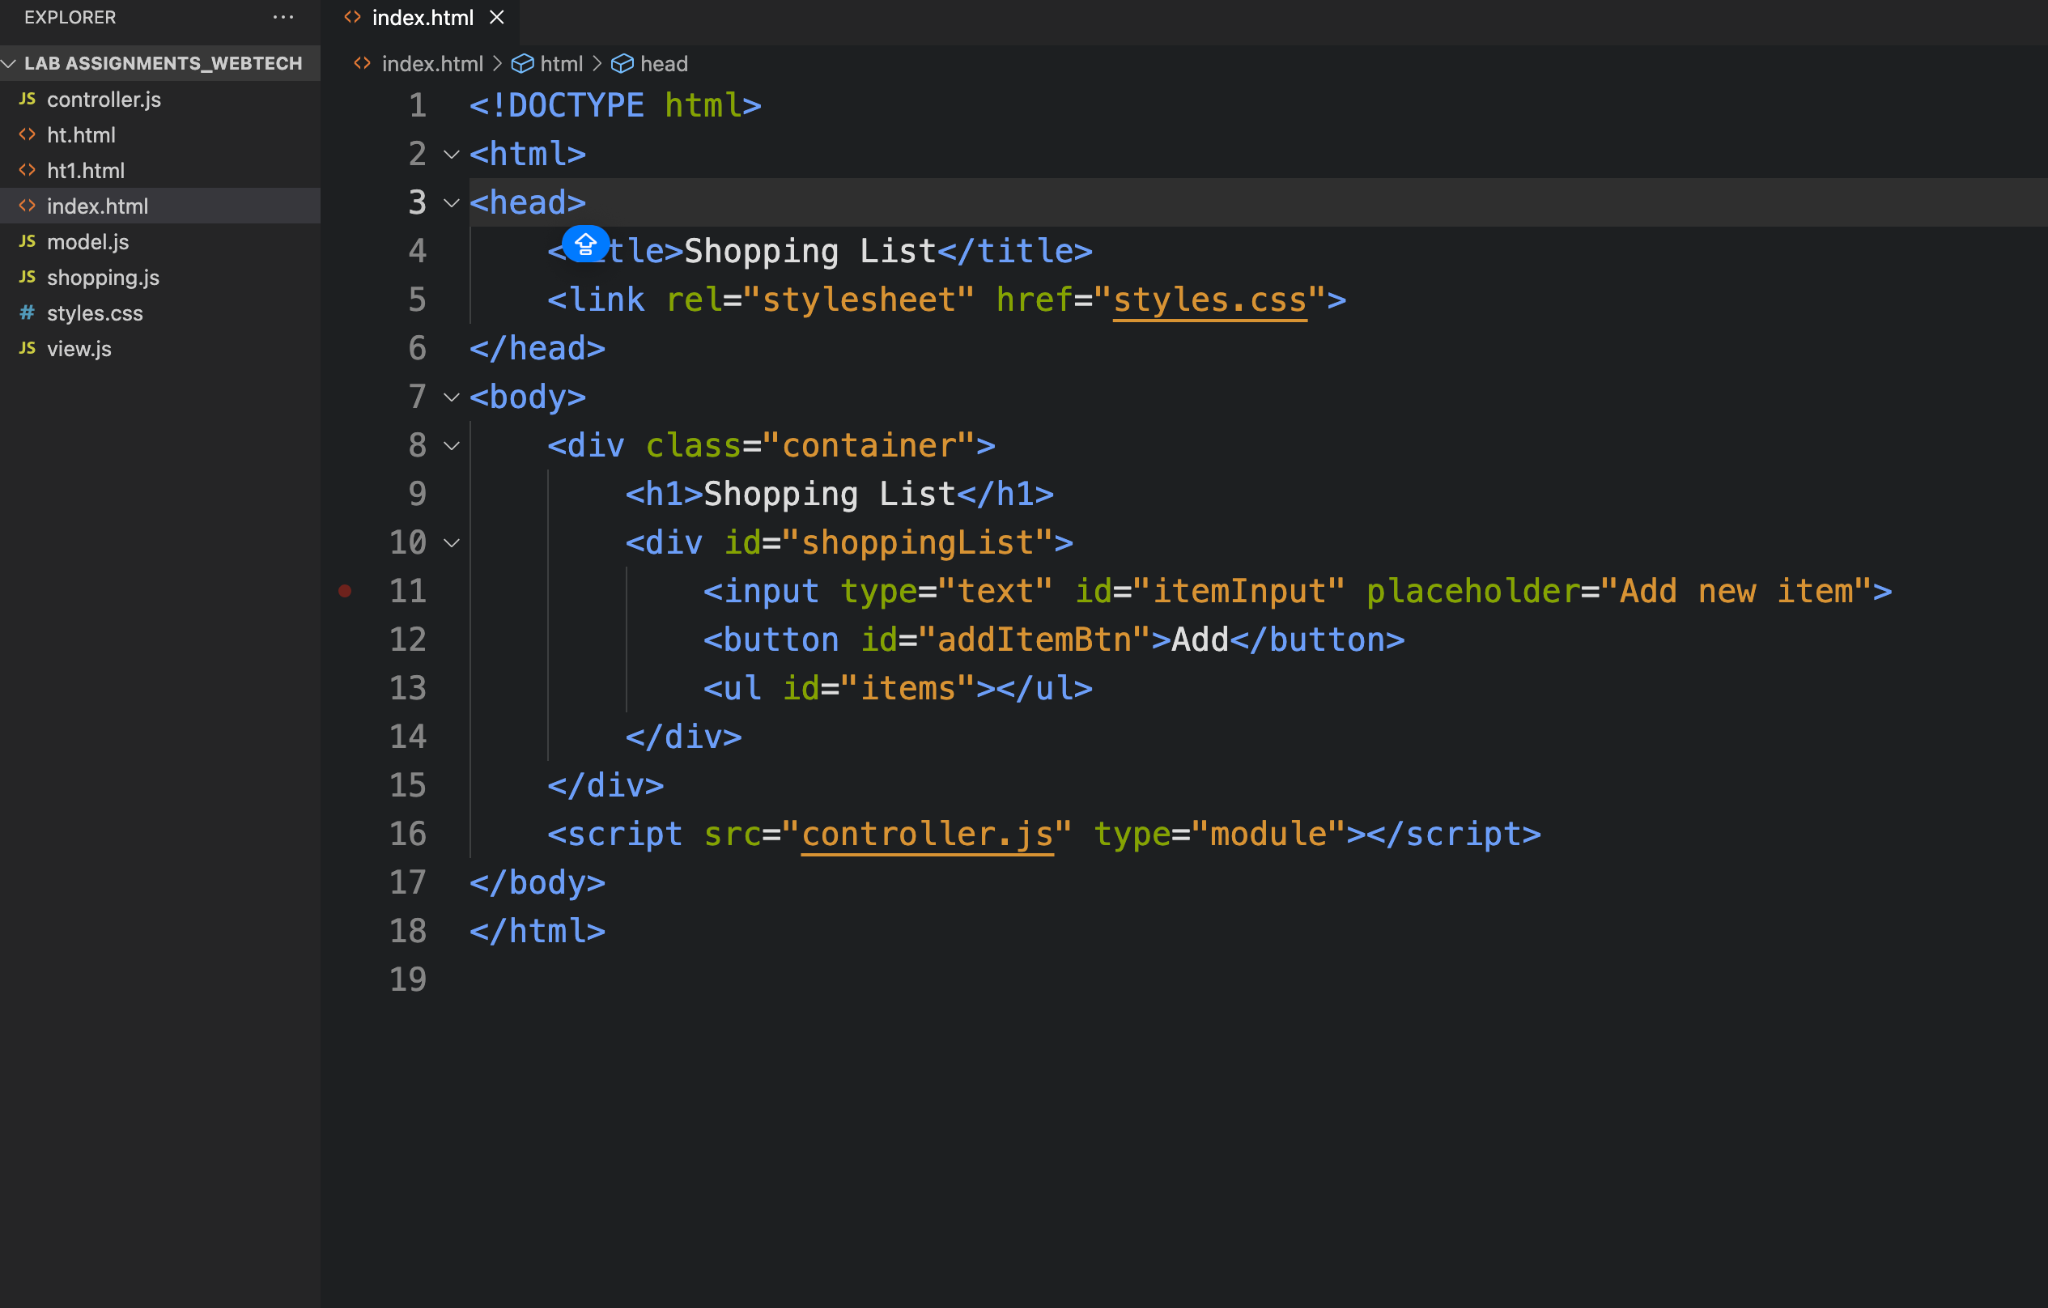 EXPLORER ···
LAB ASSIGNMENTS_WEBTECH
JS controller.js
<> ht.html
<> ht1.html
<> index.html
JS model.js
JS shopping.js
# styles.css
JS view.js
<> index.html ×
<> index.html > html > head
1 <!DOCTYPE html>
2 <html>
3 <head>
4     <tle>Shopping List</title>
5     <link rel="stylesheet" href="styles.css">
6 </head>
7 <body>
8     <div class="container">
9         <h1>Shopping List</h1>
10         <div id="shoppingList">
11             <input type="text" id="itemInput" placeholder="Add new item">
12             <button id="addItemBtn">Add</button>
13             <ul id="items"></ul>
14         </div>
15     </div>
16     <script src="controller.js" type="module"></script>
17 </body>
18 </html>
19